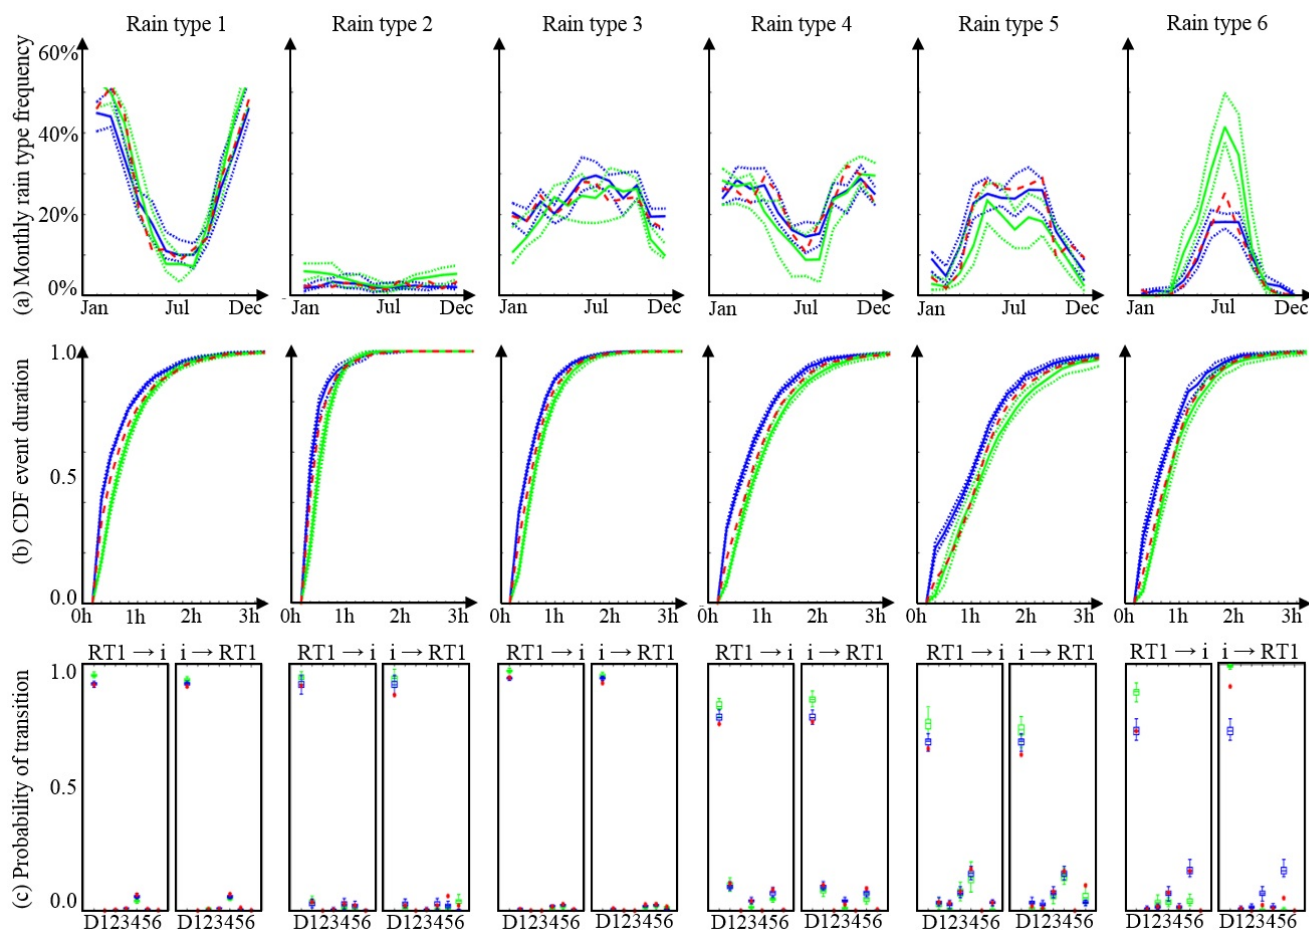 Rain type 1 Rain type 2 Rain type 3 Rain type 4 Rain type 5 Rain type 6
(a) Monthly rain type frequency
60%
40%
20%
0%
Jan Jul Dec Jan Jul Dec Jan Jul Dec Jan Jul Dec Jan Jul Dec Jan Jul Dec
(b) CDF event duration
1.0
0.5
0.0
0h 1h 2h 3h 0h 1h 2h 3h 0h 1h 2h 3h 0h 1h 2h 3h 0h 1h 2h 3h 0h 1h 2h 3h
(c) Probability of transition
RT1 → i i → RT1 RT1 → i i → RT1 RT1 → i i → RT1 RT1 → i i → RT1 RT1 → i i → RT1 RT1 → i i → RT1
1.0
0.5
0.0
D123456 D123456 D123456 D123456 D123456 D123456 D123456 D123456 D123456 D123456 D123456 D123456